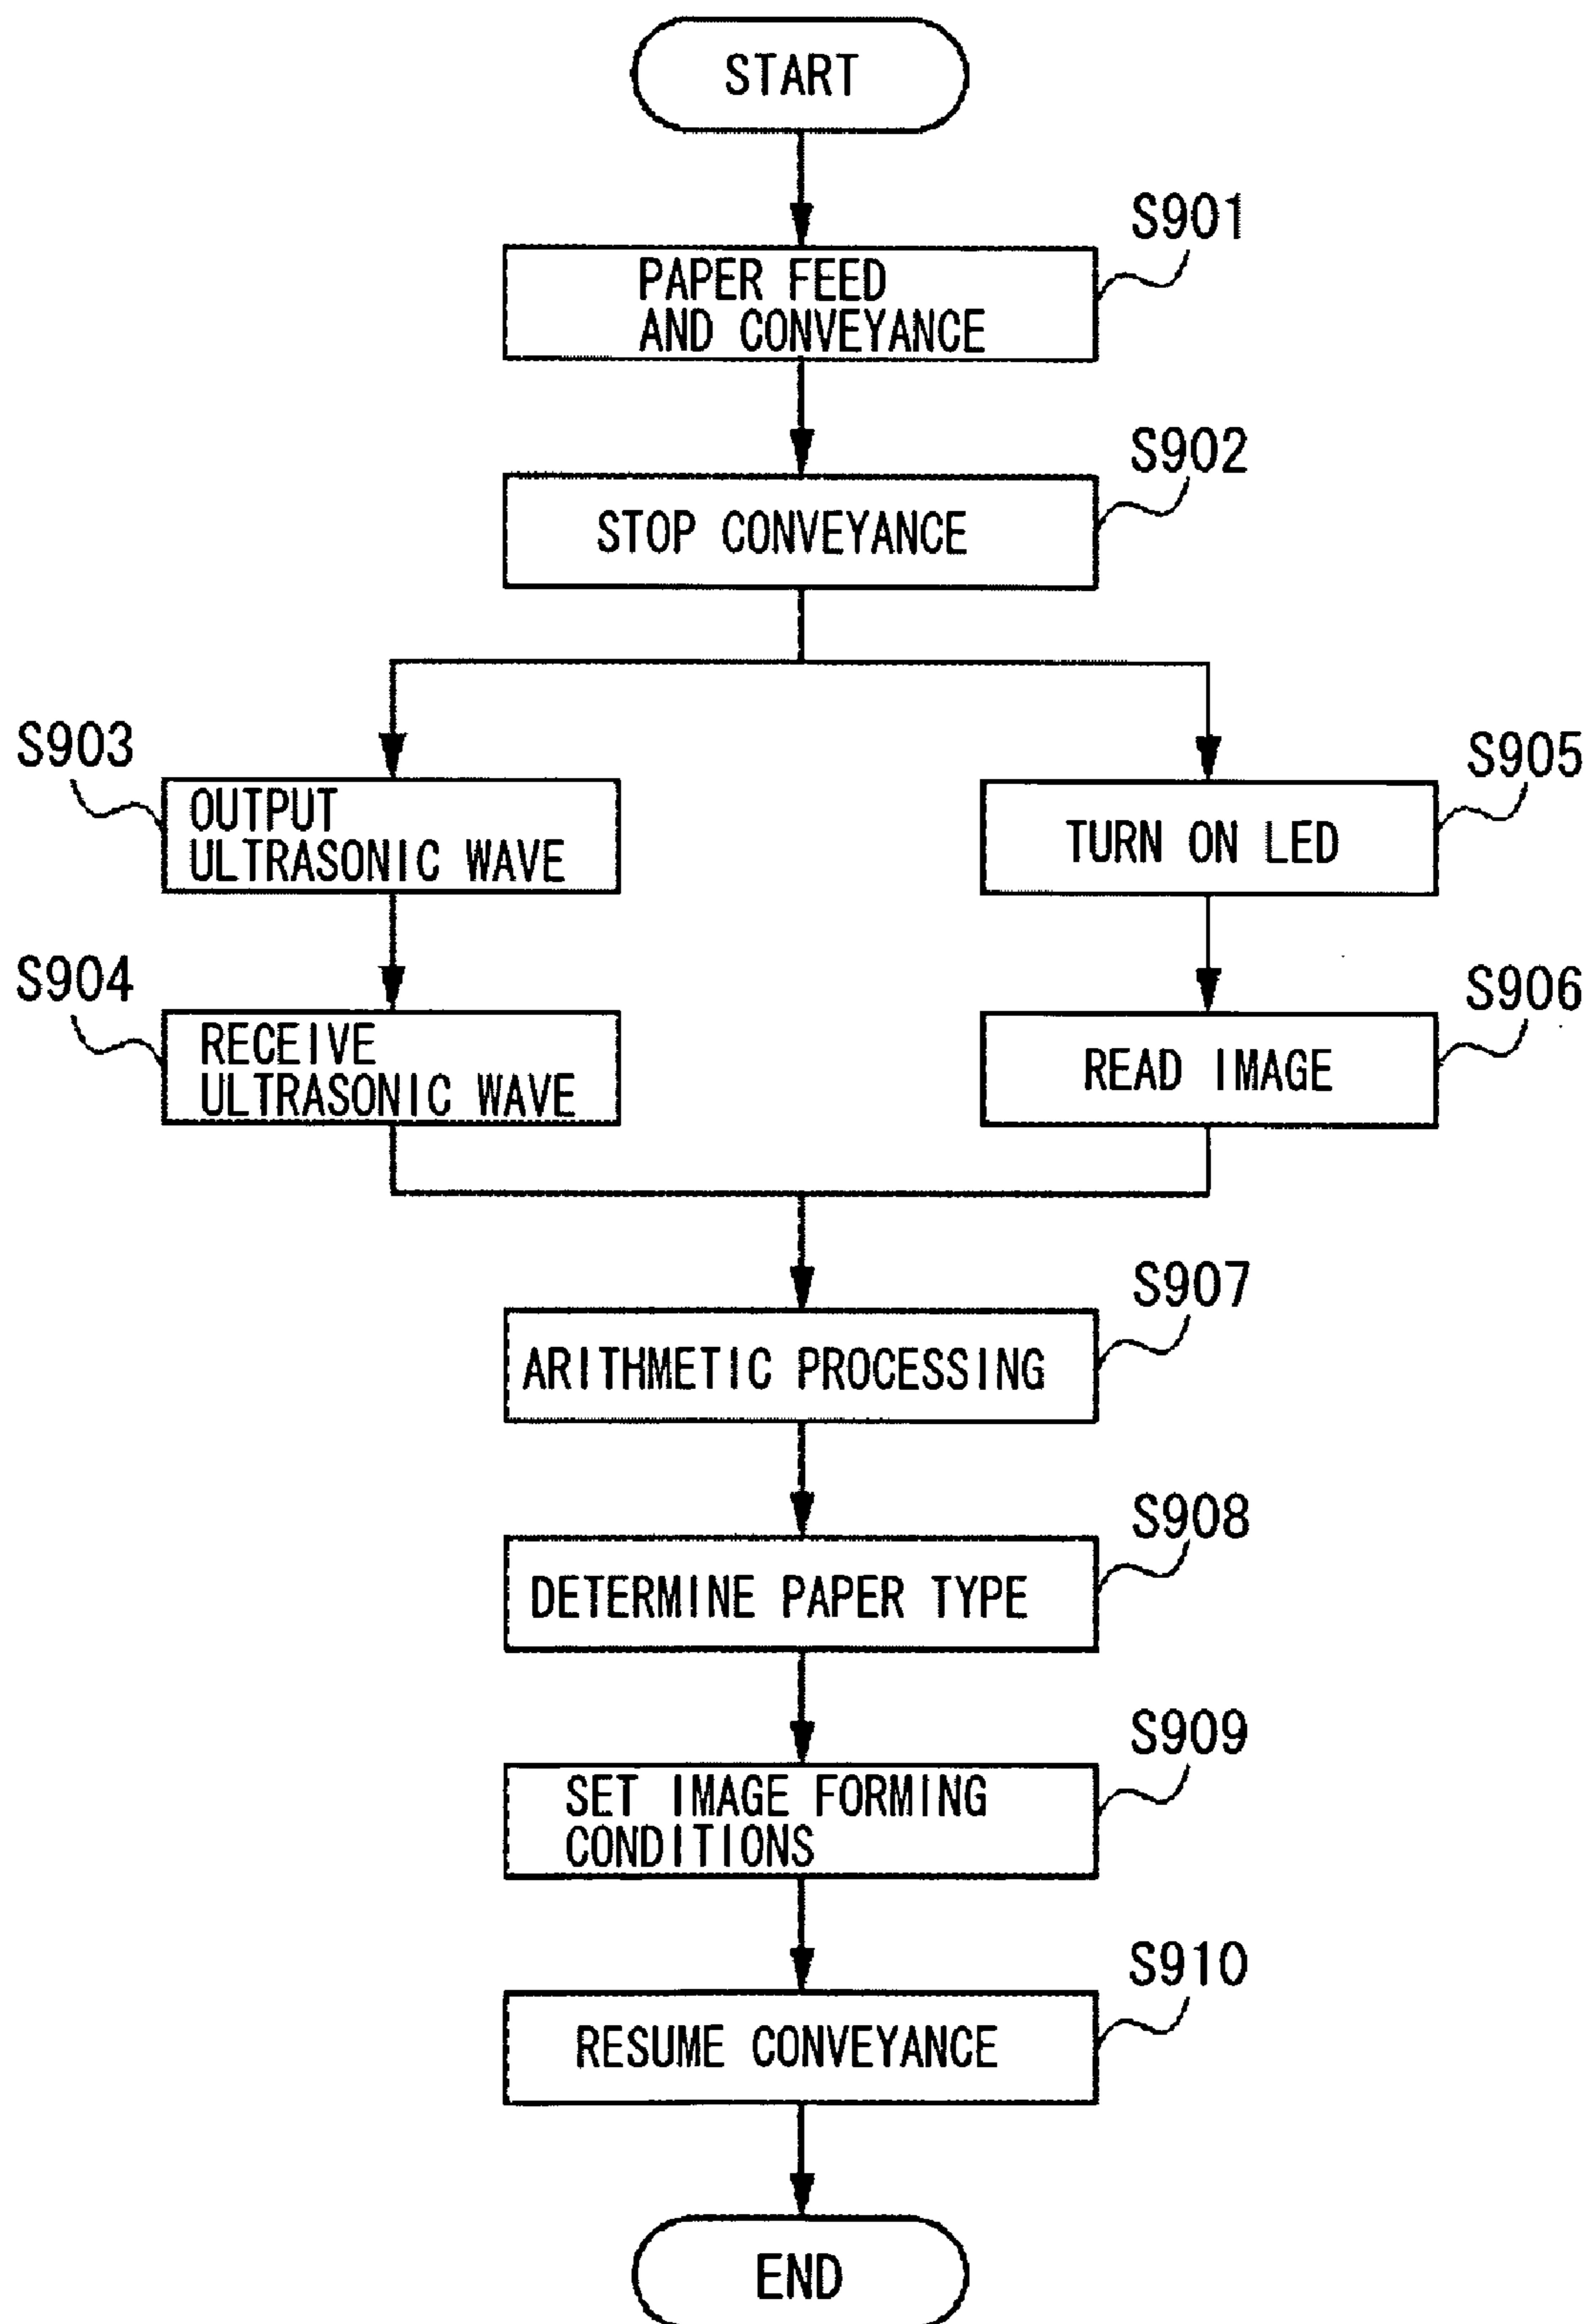 START
S901
PAPER FEED
AND CONVEYANCE
S902
STOP CONVEYANCE
S903
OUTPUT
ULTRASONIC WAVE
S905
TURN ON LED
S904
RECEIVE
ULTRASONIC WAVE
S906
READ IMAGE
S907
ARITHMETIC PROCESSING
S908
DETERMINE PAPER TYPE
S909
SET IMAGE FORMING
CONDITIONS
S910
RESUME CONVEYANCE
END